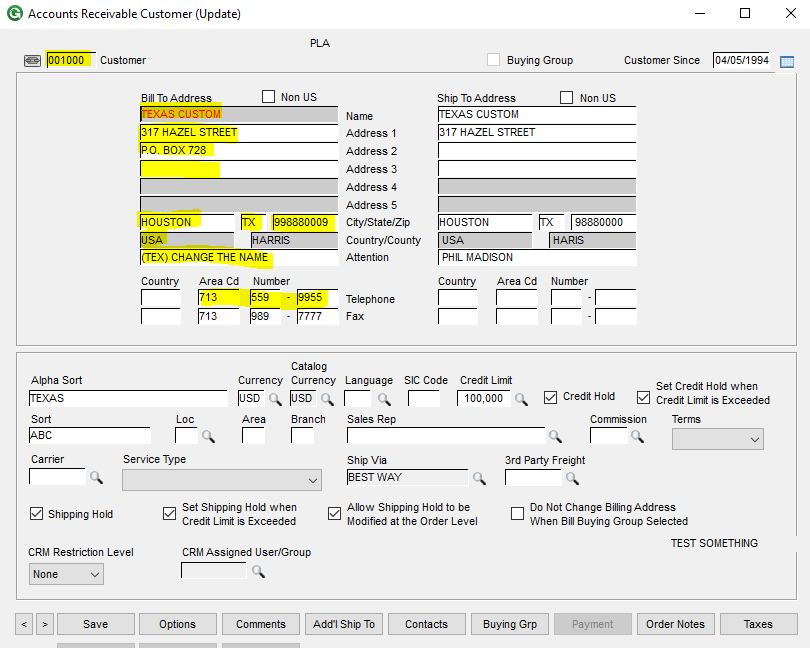 Accounts Receivable Customer (Update)
PLA
001000 Customer Buying Group Customer Since 04/05/1994
Bill To Address Non US Ship To Address Non US
TEXAS CUSTOM Name TEXAS CUSTOM
317 HAZEL STREET Address 1 317 HAZEL STREET
P.O. BOX 728 Address 2
Address 3
Address 4
Address 5
HOUSTON TX 998880009 City/State/Zip HOUSTON TX 98880000
USA HARRIS Country/County USA HARIS
(TEX) CHANGE THE NAME Attention PHIL MADISON
Country Area Cd Number Country Area Cd Number
713 559 - 9955 Telephone -
713 989 - 7777 Fax -
Alpha Sort Currency Catalog Currency Language SIC Code Credit Limit
TEXAS USD USD 100,000 Credit Hold Set Credit Hold when Credit Limit is Exceeded
Sort Loc Area Branch Sales Rep Commission Terms
ABC
Carrier Service Type Ship Via 3rd Party Freight
BEST WAY
Shipping Hold Set Shipping Hold when Credit Limit is Exceeded Allow Shipping Hold to be Modified at the Order Level Do Not Change Billing Address When Bill Buying Group Selected
TEST SOMETHING
CRM Restriction Level CRM Assigned User/Group
None
< > Save Options Comments Add'l Ship To Contacts Buying Grp Payment Order Notes Taxes